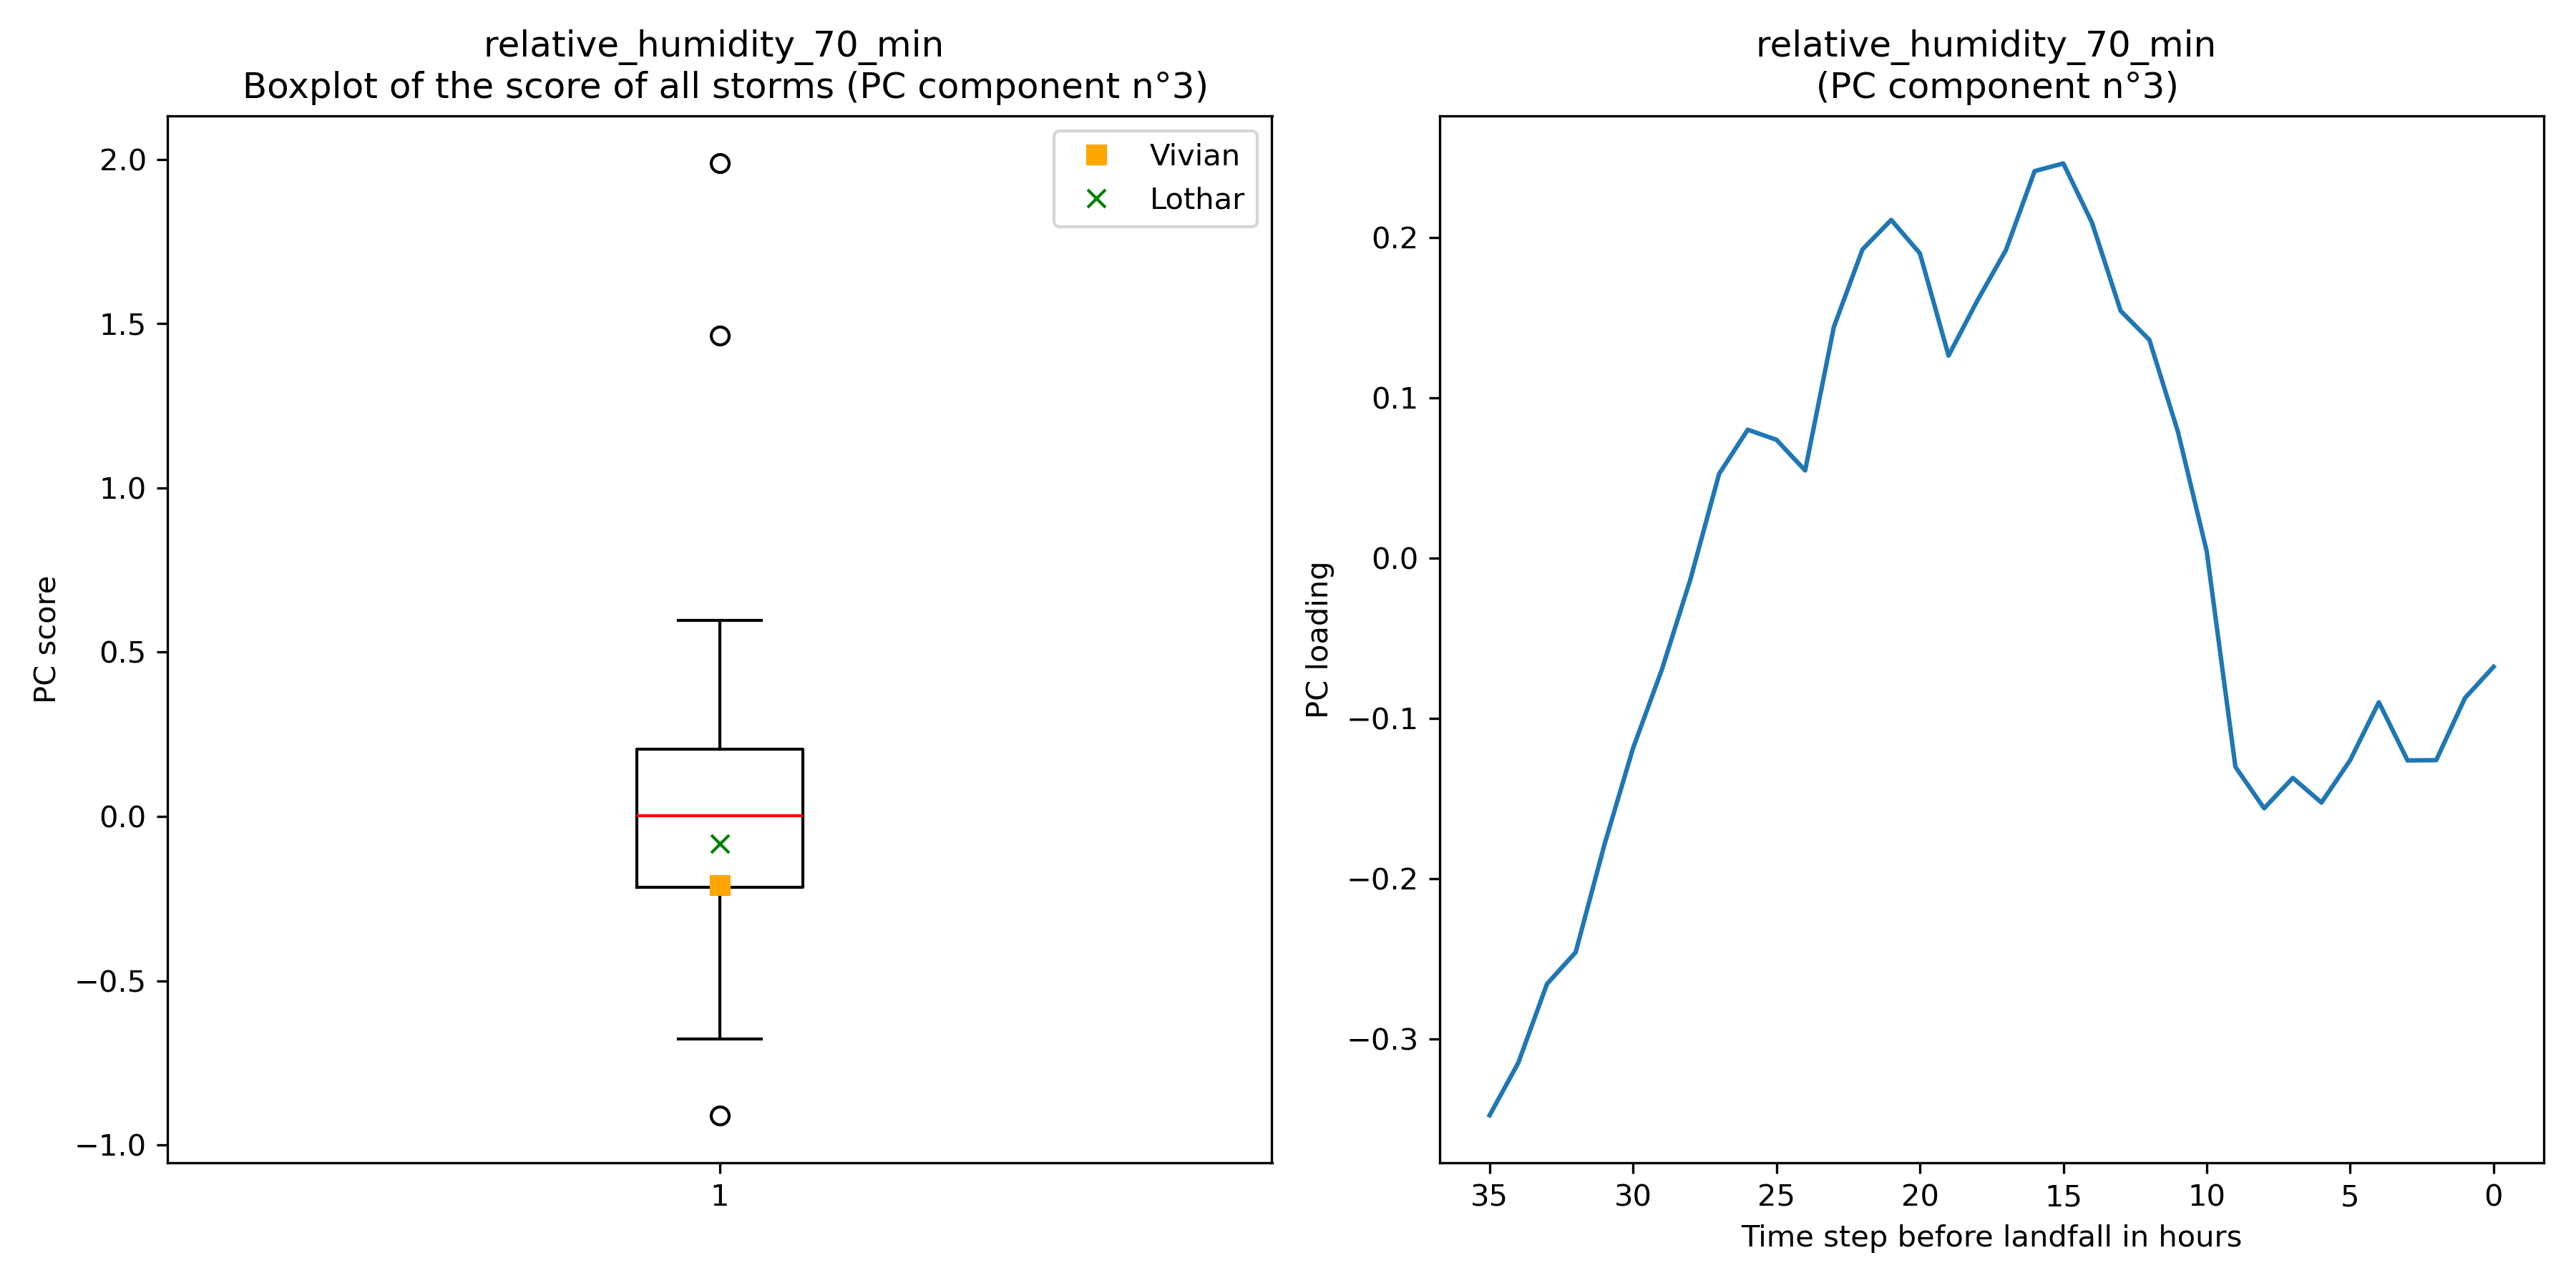 relative_humidity_70_min
Boxplot of the score of all storms (PC component n°3)
PC score
2.0
1.5
1.0
0.5
0.0
−0.5
−1.0
1
Vivian
Lothar
relative_humidity_70_min
(PC component n°3)
PC loading
0.2
0.1
0.0
−0.1
−0.2
−0.3
35 30 25 20 15 10 5 0
Time step before landfall in hours